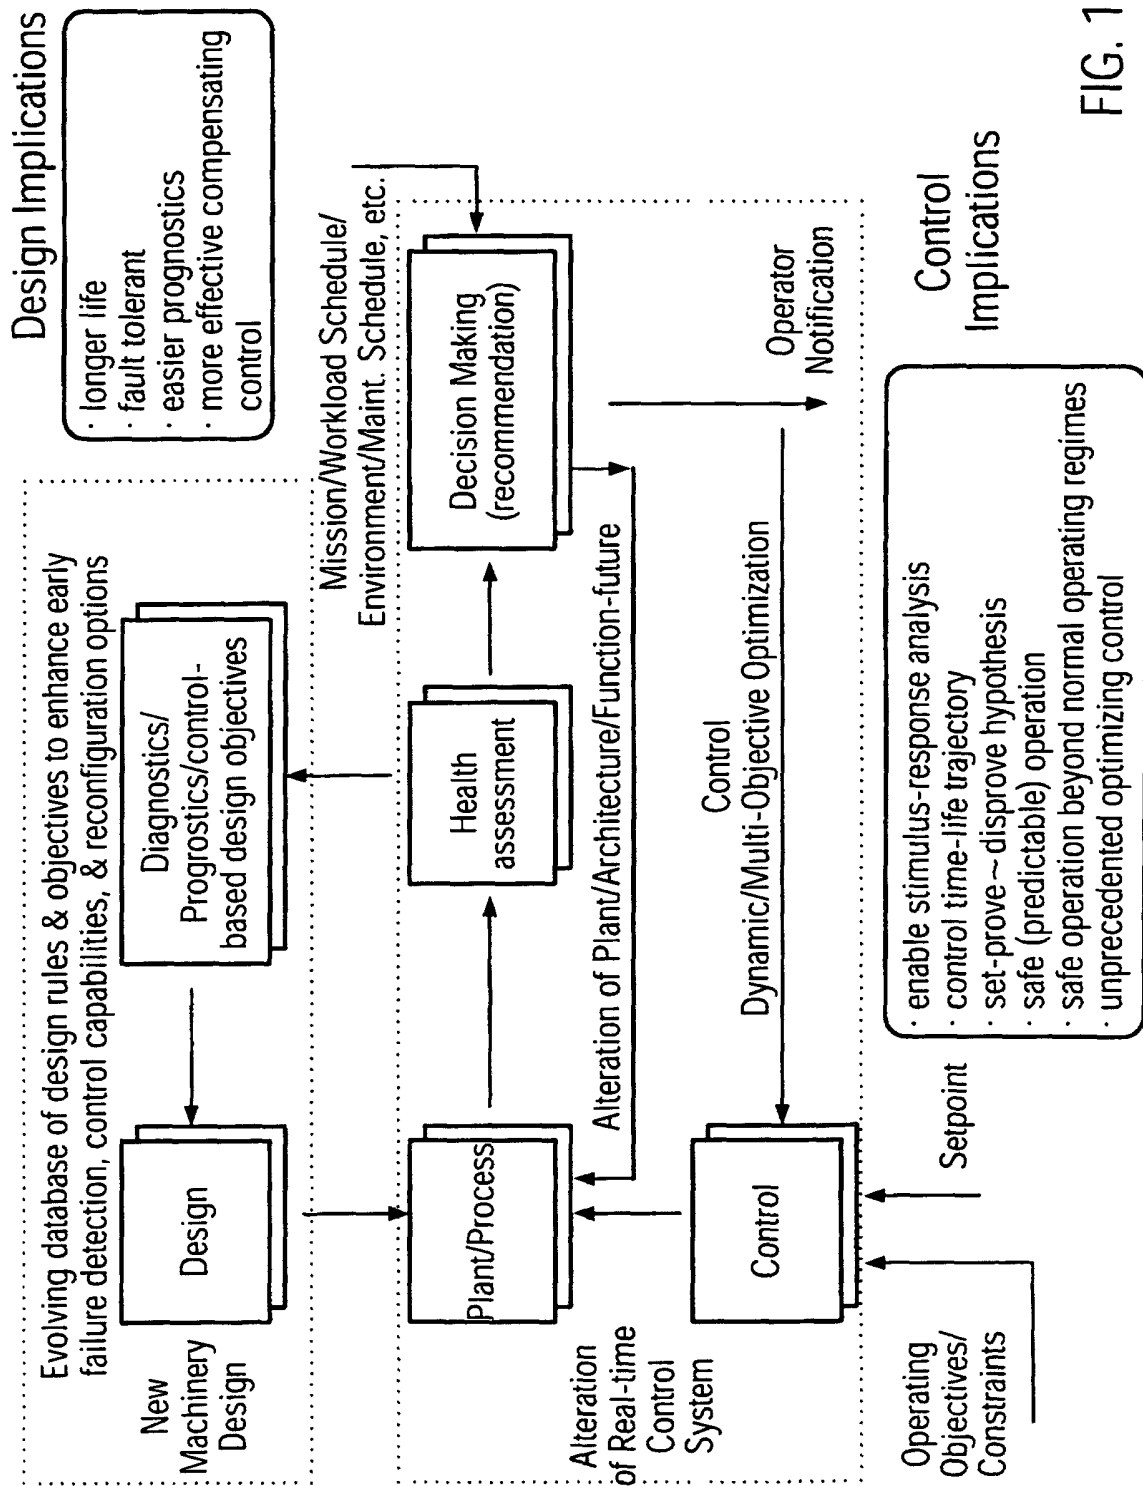 Design Implications
· longer life
· fault tolerant
· easier prognostics
· more effective compensating
control
Evolving database of design rules & objectives to enhance early
failure detection, control capabilities, & reconfiguration options
New
Machinery
Design
Design
Diagnostics/
Progrostics/control-
based design objectives
Mission/Workload Schedule/
Environment/Maint. Schedule, etc.
Plant/Process
Health
assessment
Decision Making
(recommendation)
Alteration of Plant/Architecture/Function-future
Alteration
of Real-time
Control
System
Control
Control
Dynamic/Multi-Objective Optimization
Operator
Notification
Operating
Objectives/
Constraints
Setpoint
· enable stimulus-response analysis
· control time-life trajectory
· set-prove~disprove hypothesis
· safe (predictable) operation
· safe operation beyond normal operating regimes
· unprecedented optimizing control
Control
Implications
FIG. 1